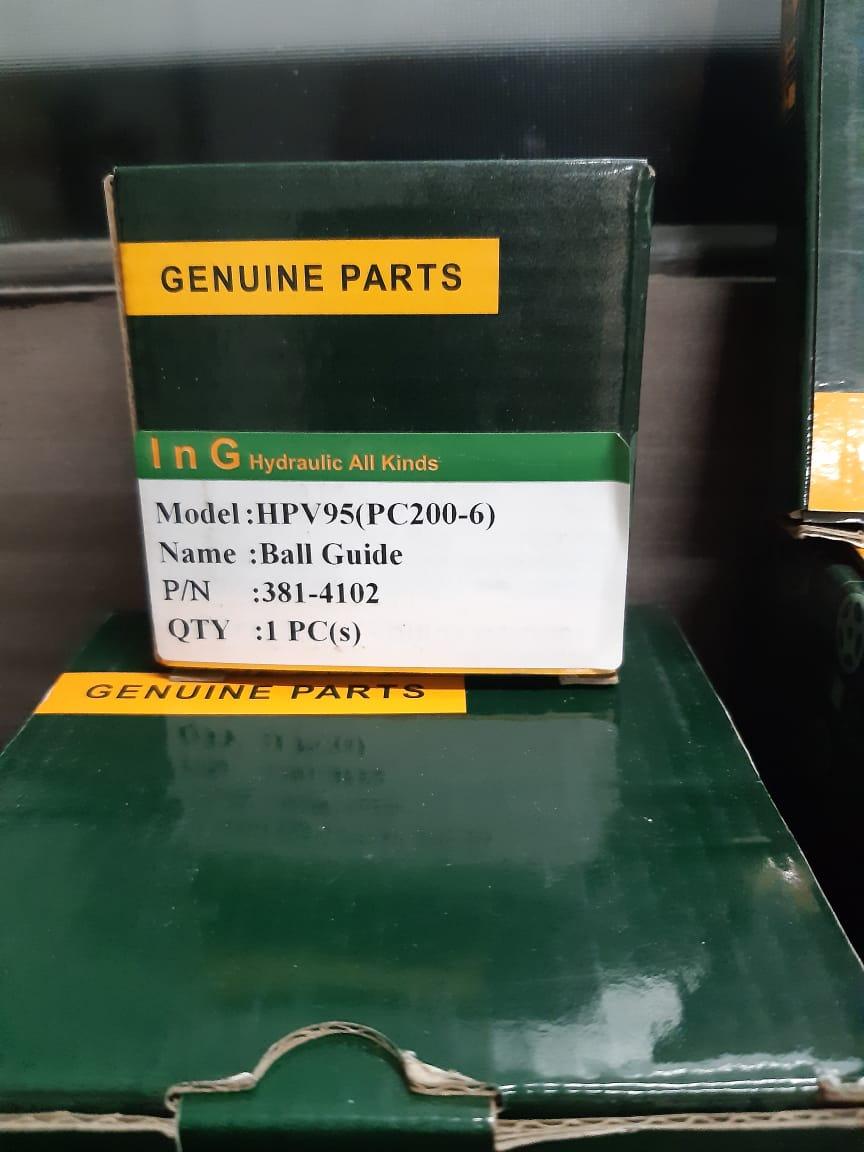 GENUINE PARTS
InG Hydraulic All Kinds
Model :HPV95(PC200-6)
Name :Ball Guide
P/N :381-4102
QTY :1 PC(s)
GENUINE PARTS